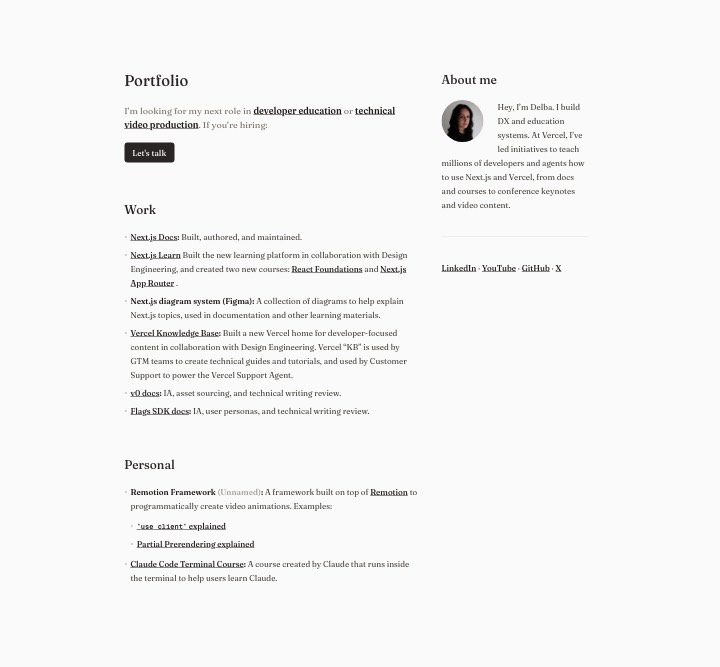 Portfolio
I'm looking for my next role in developer education or technical
video production. If you're hiring:
Let's talk
Work
Next.js Docs: Built, authored, and maintained.
Next.js Learn Built the new learning platform in collaboration with Design
Engineering, and created two new courses: React Foundations and Next.js
App Router .
Next.js diagram system (Figma): A collection of diagrams to help explain
Next.js topics, used in documentation and other learning materials.
Vercel Knowledge Base: Built a new Vercel home for developer-focused
content in collaboration with Design Engineering. Vercel “KB” is used by
GTM teams to create technical guides and tutorials, and used by Customer
Support to power the Vercel Support Agent.
v0 docs: IA, asset sourcing, and technical writing review.
Flags SDK docs: IA, user personas, and technical writing review.
Personal
Remotion Framework (Unnamed): A framework built on top of Remotion to
programmatically create video animations. Examples:
`use client` explained
Partial Prerendering explained
Claude Code Terminal Course: A course created by Claude that runs inside
the terminal to help users learn Claude.
About me
Hey, I'm Delba. I build
DX and education
systems. At Vercel, I've
led initiatives to teach
millions of developers and agents how
to use Next.js and Vercel, from docs
and courses to conference keynotes
and video content.
LinkedIn · YouTube · GitHub · X